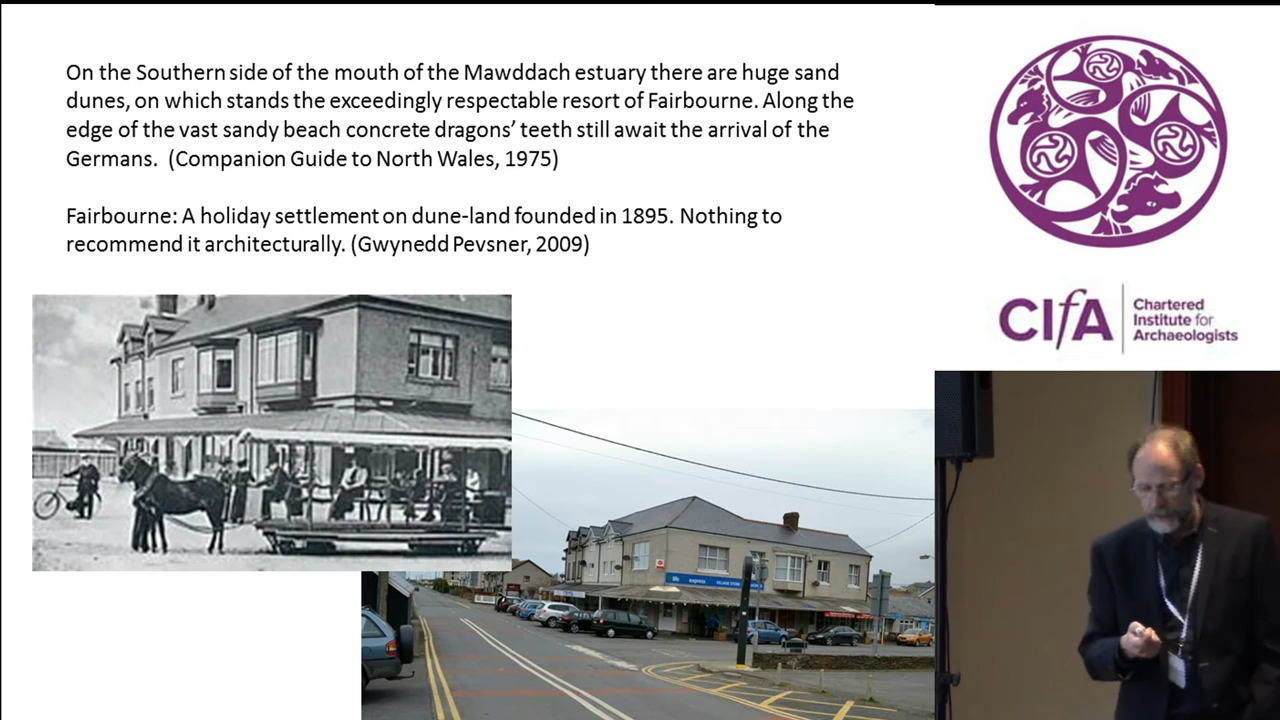 On the Southern side of the mouth of the Mawddach estuary there are huge sand
dunes, on which stands the exceedingly respectable resort of Fairbourne. Along the
edge of the vast sandy beach concrete dragons’ teeth still await the arrival of the
Germans.  (Companion Guide to North Wales, 1975)
Fairbourne: A holiday settlement on dune-land founded in 1895. Nothing to
recommend it architecturally. (Gwynedd Pevsner, 2009)
CIfA
Chartered
Institute for
Archaeologists
express